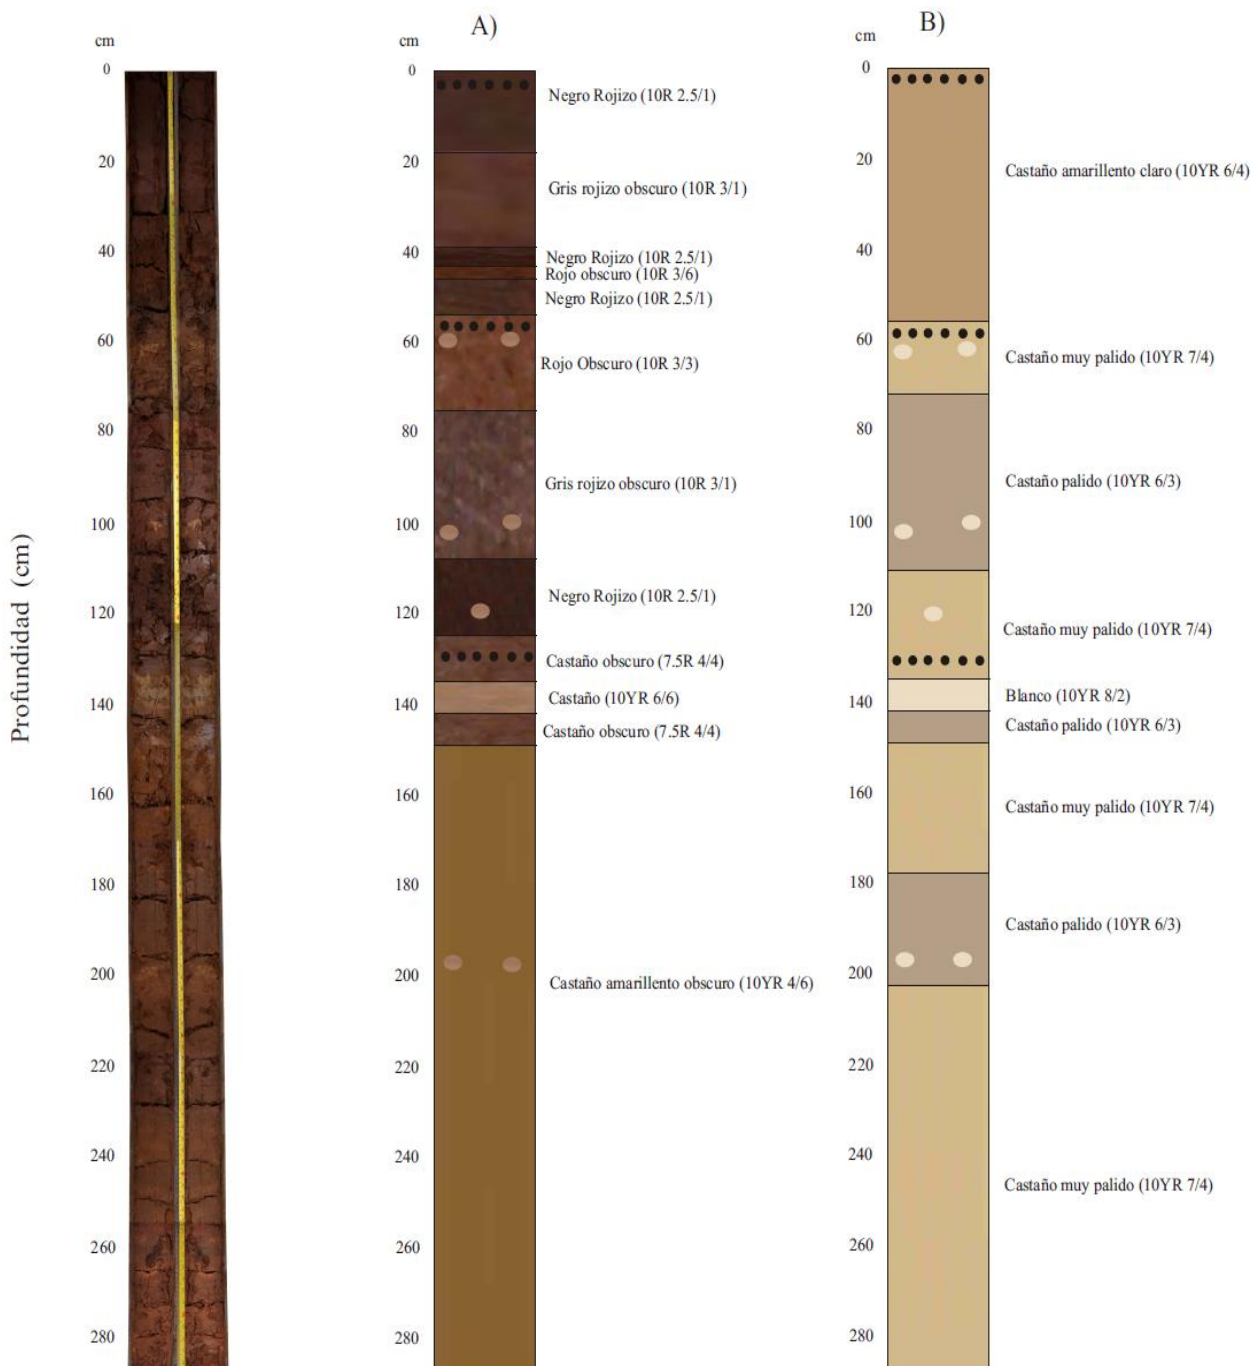 Profundidad (cm)
cm
0
20
40
60
80
100
120
140
160
180
200
220
240
260
280
A)
cm
0
20
40
60
80
100
120
140
160
180
200
220
240
260
280
Negro Rojizo (10R 2.5/1)
Gris rojizo obscuro (10R 3/1)
Negro Rojizo (10R 2.5/1)
Rojo obscuro (10R 3/6)
Negro Rojizo (10R 2.5/1)
Rojo Obscuro (10R 3/3)
Gris rojizo obscuro (10R 3/1)
Negro Rojizo (10R 2.5/1)
Castaño obscuro (7.5R 4/4)
Castaño (10YR 6/6)
Castaño obscuro (7.5R 4/4)
Castaño amarillento obscuro (10YR 4/6)
B)
cm
0
20
40
60
80
100
120
140
160
180
200
220
240
260
280
Castaño amarillento claro (10YR 6/4)
Castaño muy palido (10YR 7/4)
Castaño palido (10YR 6/3)
Castaño muy palido (10YR 7/4)
Blanco (10YR 8/2)
Castaño palido (10YR 6/3)
Castaño muy palido (10YR 7/4)
Castaño palido (10YR 6/3)
Castaño muy palido (10YR 7/4)